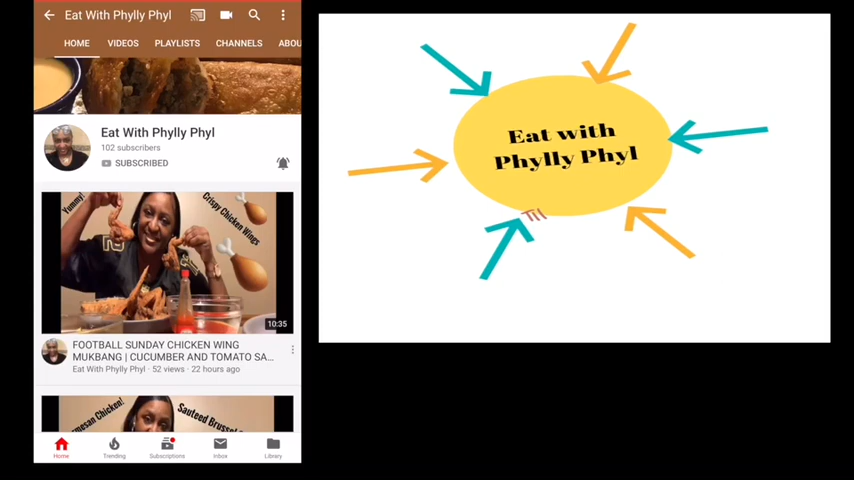 Eat With Phylly Phyl
HOME VIDEOS PLAYLISTS CHANNELS ABOU
Eat With Phylly Phyl
102 subscribers
SUBSCRIBED
Yummy!
Crispy Chicken Wings
10:35
FOOTBALL SUNDAY CHICKEN WING
MUKBANG | CUCUMBER AND TOMATO SA...
Eat With Phylly Phyl · 52 views · 22 hours ago
mesan Chicken!
Sauteed Brussel
Home Trending Subscriptions Inbox Library
Eat with
Phylly Phyl